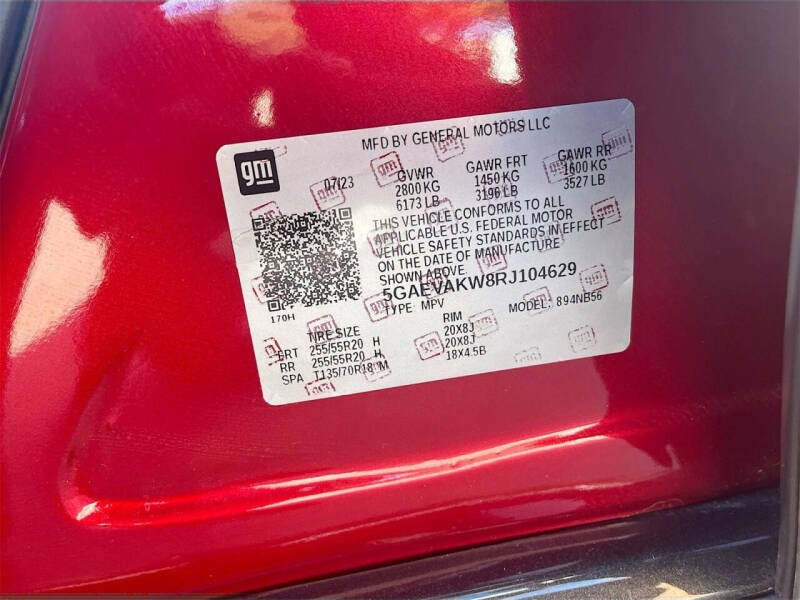 MFD BY GENERAL MOTORS LLC
gm
07/23 GVWR GAWR FRT GAWR RR
2800 KG 1450 KG 1600 KG
6173 LB 3196 LB 3527 LB
THIS VEHICLE CONFORMS TO ALL
APPLICABLE U.S. FEDERAL MOTOR
VEHICLE SAFETY STANDARDS IN EFFECT
ON THE DATE OF MANUFACTURE
SHOWN ABOVE.
5GAEVAKW8RJ104629
170H TYPE: MPV MODEL: 894NB56
TIRE SIZE RIM
FRT 255/55R20 H 20X8J
RR 255/55R20 H 20X8J
SPA T135/70R18 M 18X4.5B